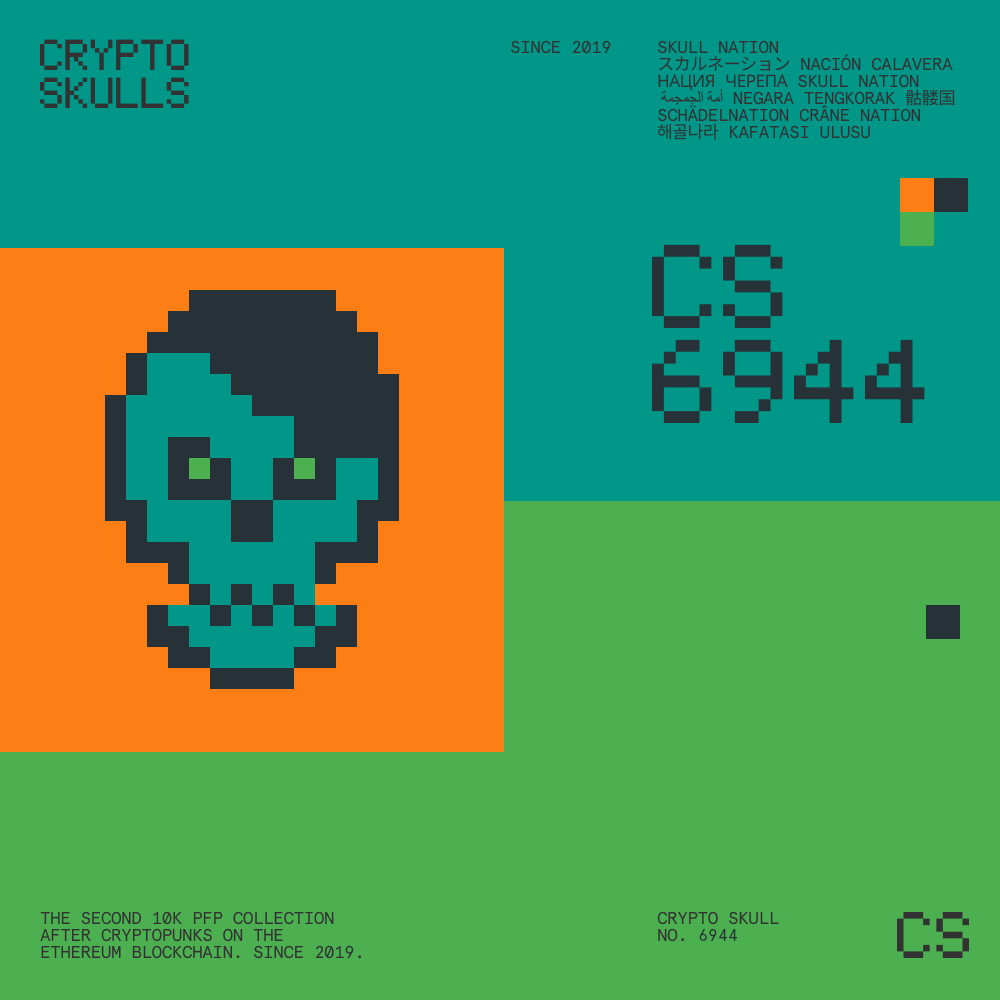 CRYPTO
SKULLS
SINCE 2019
SKULL NATION
スカルネーション NACIÓN CALAVERA
НАЦИЯ ЧЕРЕПА SKULL NATION
أمة الجمجمة NEGARA TENGKORAK 骷髅国
SCHÄDELNATION CRÂNE NATION
해골나라 KAFATASI ULUSU
CS
6944
THE SECOND 10K PFP COLLECTION
AFTER CRYPTOPUNKS ON THE
ETHEREUM BLOCKCHAIN. SINCE 2019.
CRYPTO SKULL
NO. 6944
CS